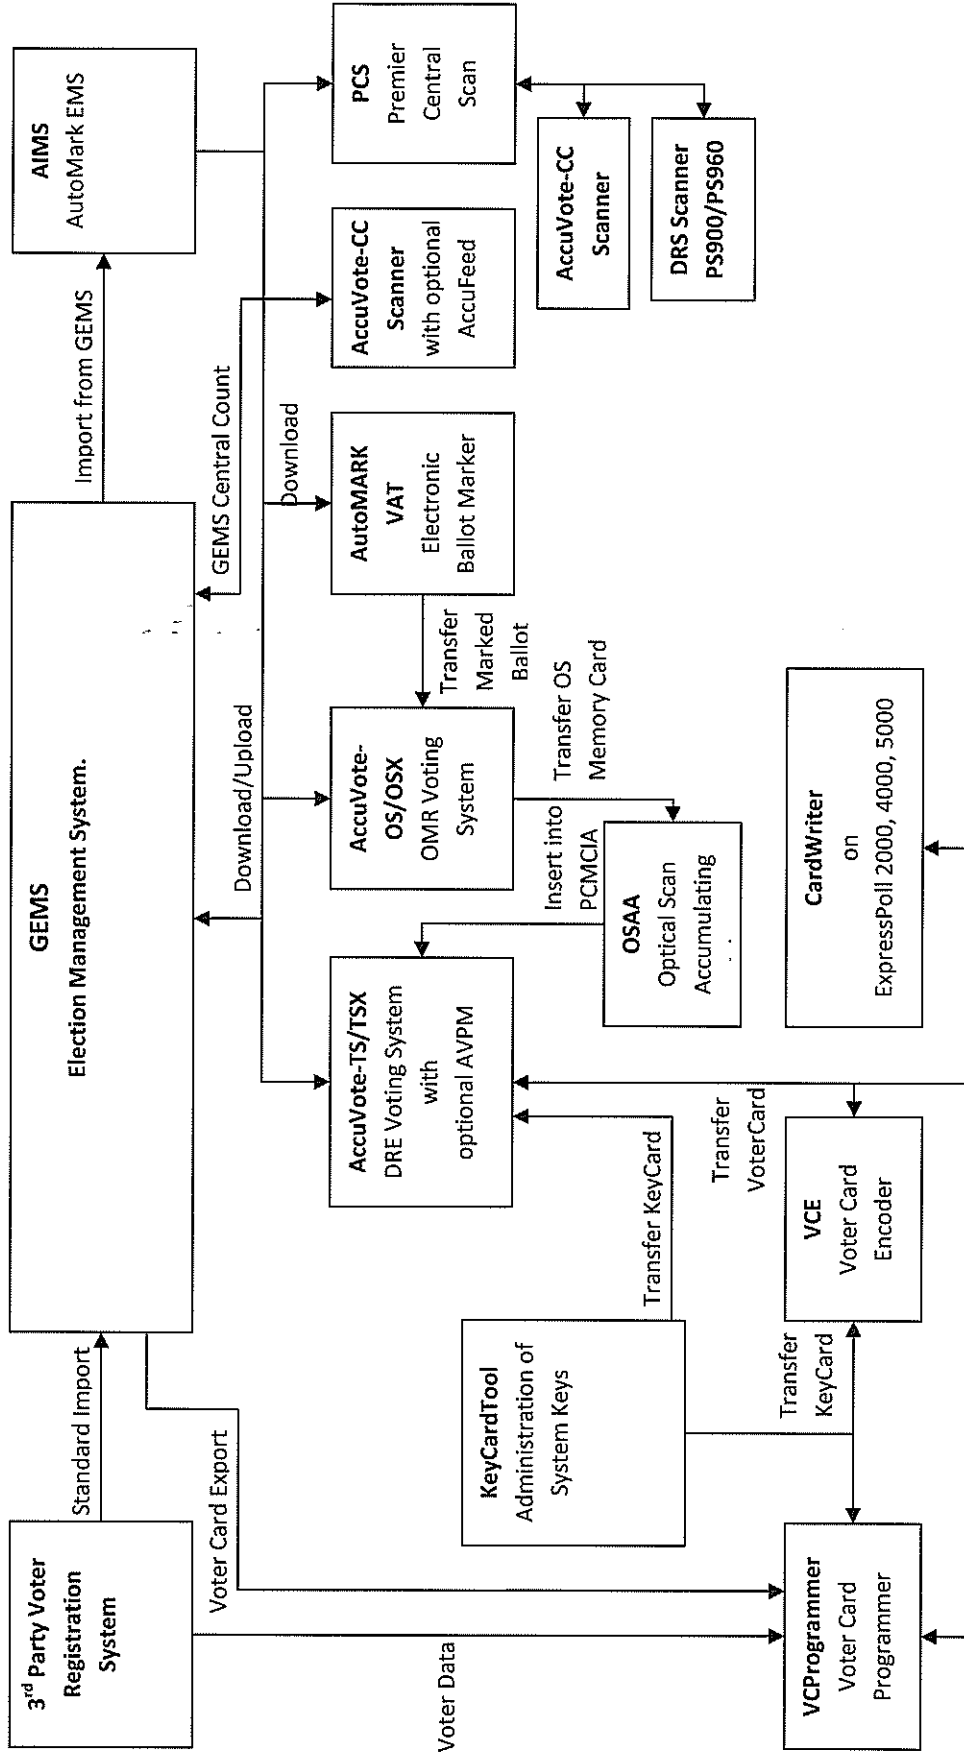 3rd Party Voter
Registration
System
Standard Import
GEMS
Election Management System.
Import from GEMS
AIMS
AutoMark EMS
Voter Card Export
Voter Data
Download/Upload
GEMS Central Count
Download
AccuVote-TS/TSX
DRE Voting System
with
optional AVPM
AccuVote-
OS/OSX
OMR Voting
System
Transfer
Marked
Ballot
AutoMARK
VAT
Electronic
Ballot Marker
AccuVote-CC
Scanner
with optional
AccuFeed
PCS
Premier
Central
Scan
KeyCardTool
Administration of
System Keys
Transfer KeyCard
Insert into
PCMCIA
Transfer OS
Memory Card
OSAA
Optical Scan
Accumulating
AccuVote-CC
Scanner
DRS Scanner
PS900/PS960
Transfer
KeyCard
Transfer
VoterCard
VCProgrammer
Voter Card
Programmer
VCE
Voter Card
Encoder
CardWriter
on
ExpressPoll 2000, 4000, 5000